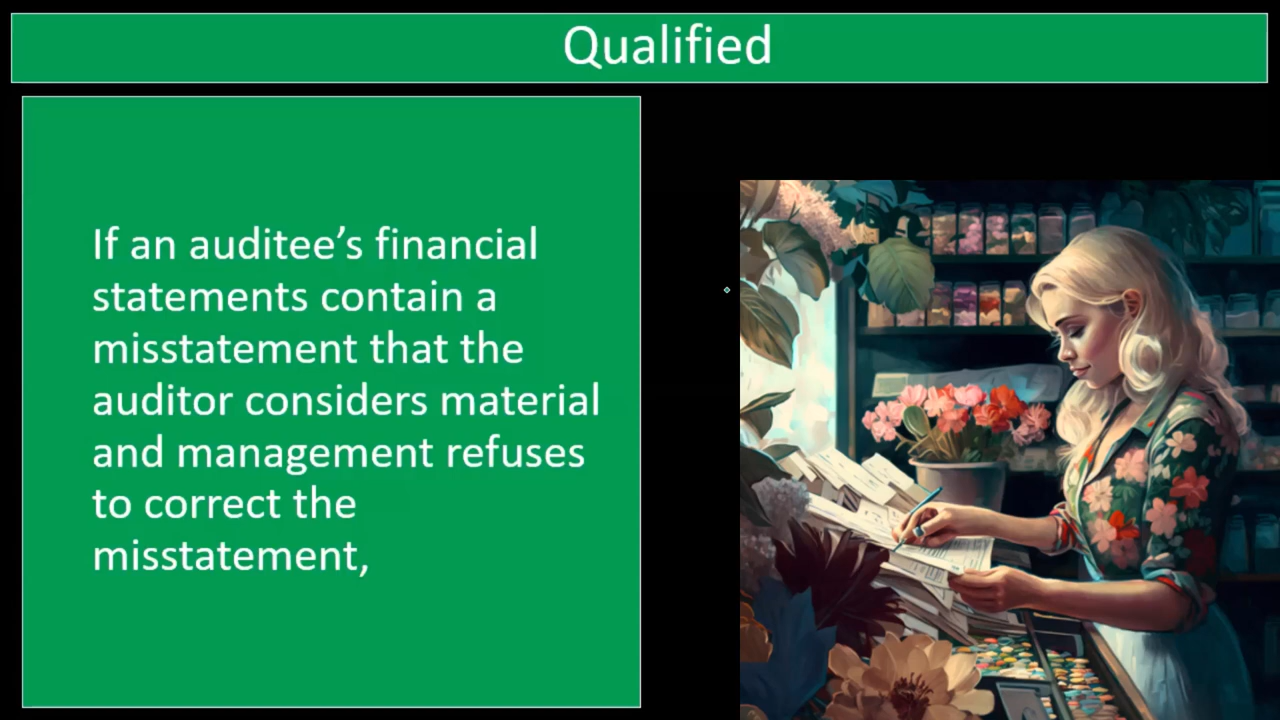 Qualified
If an auditee’s financial
statements contain a
misstatement that the
auditor considers material
and management refuses
to correct the
misstatement,